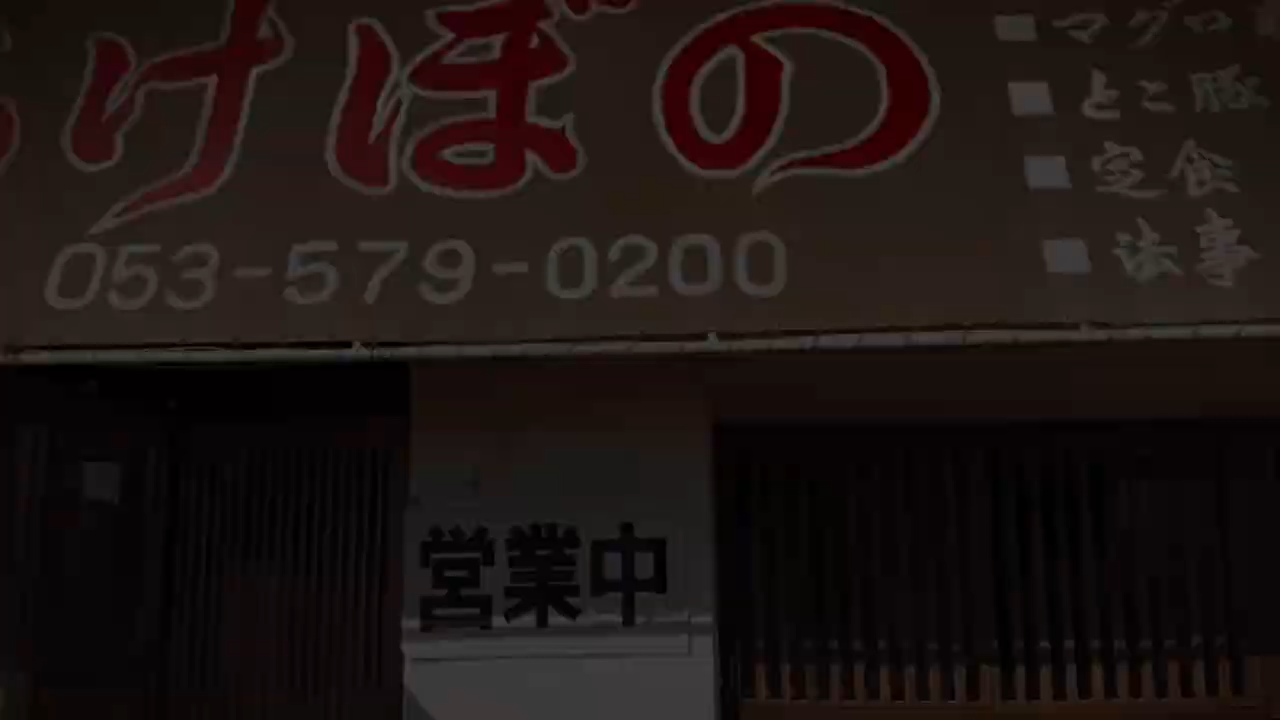 けぼの
053-579-0200
マグロ
とこ豚
定食
法事
営業中